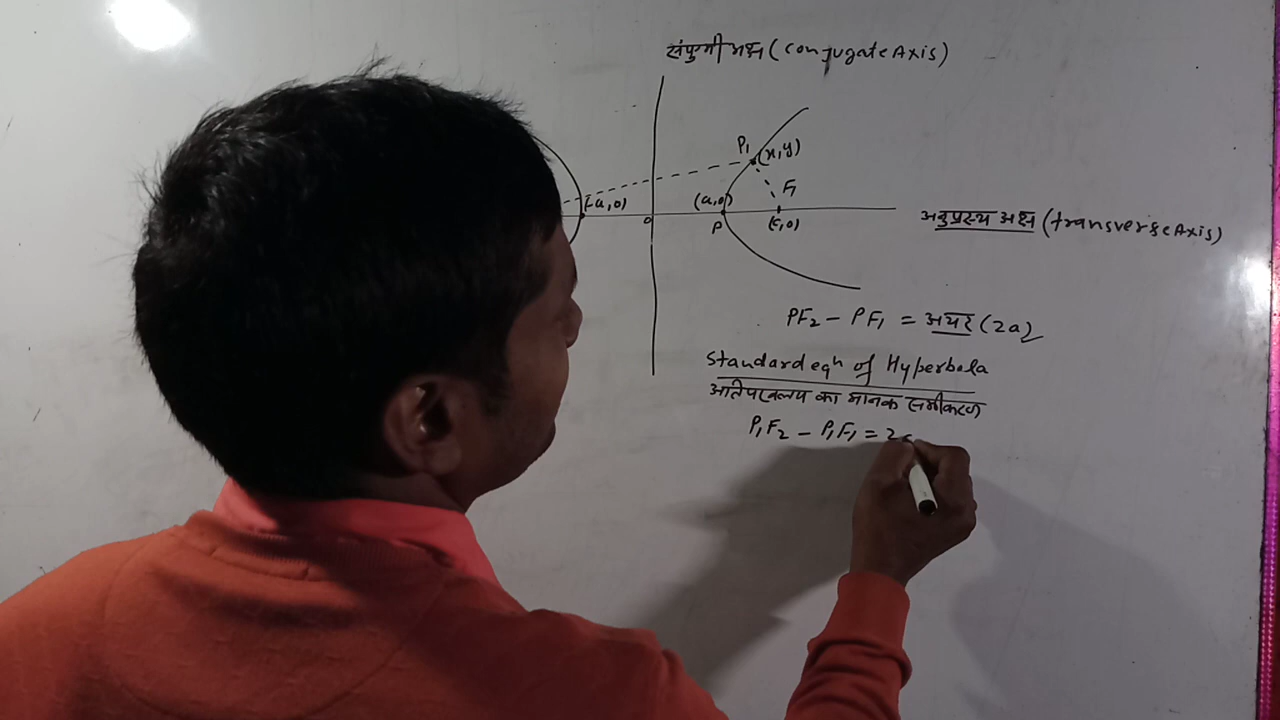 संयुग्मी अक्ष (conjugate Axis)
P₁ (x,y)
F₁
(-a,0) (a,0)
o P (c,0)
अनुप्रस्थ अक्ष (transverse Axis)
PF₂ - PF₁ = अचर (2a)
Standard eqn of Hyperbola
अतिपरवलय का मानक समीकरण
P₁F₂ - P₁F₁ = 2a